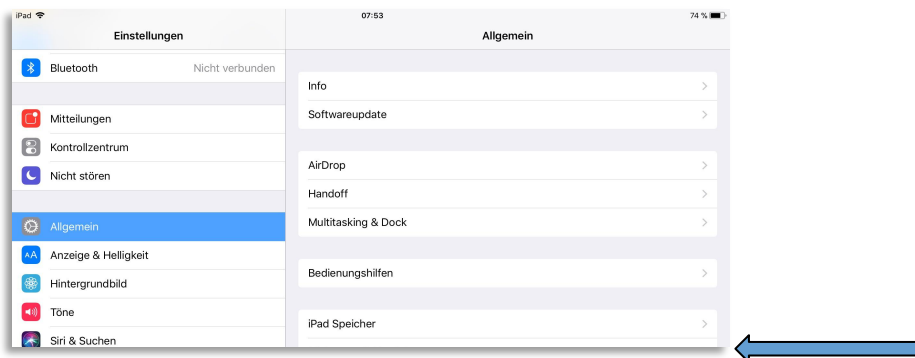 iPad 07:53 74 %
Einstellungen
Allgemein
Bluetooth Nicht verbunden
Mitteilungen
Kontrollzentrum
Nicht stören
Allgemein
AA Anzeige & Helligkeit
Hintergrundbild
Töne
Siri & Suchen
Info
Softwareupdate
AirDrop
Handoff
Multitasking & Dock
Bedienungshilfen
iPad Speicher